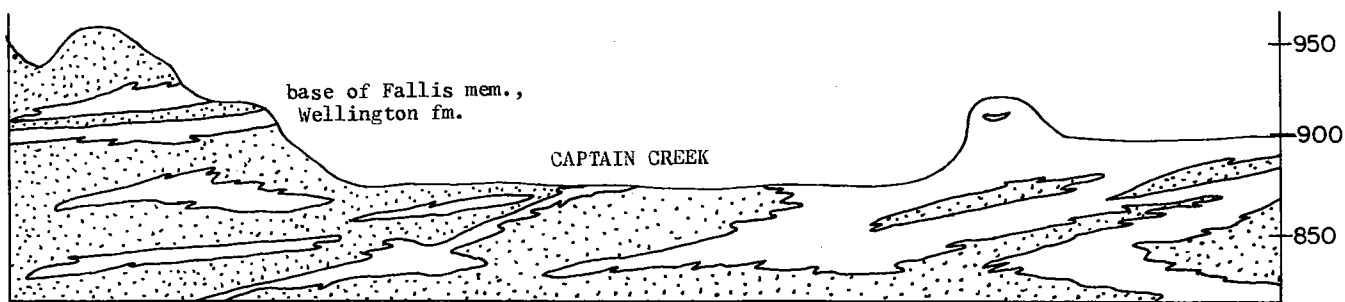 950
base of Fallis mem.,
Wellington fm.
900
CAPTAIN CREEK
850